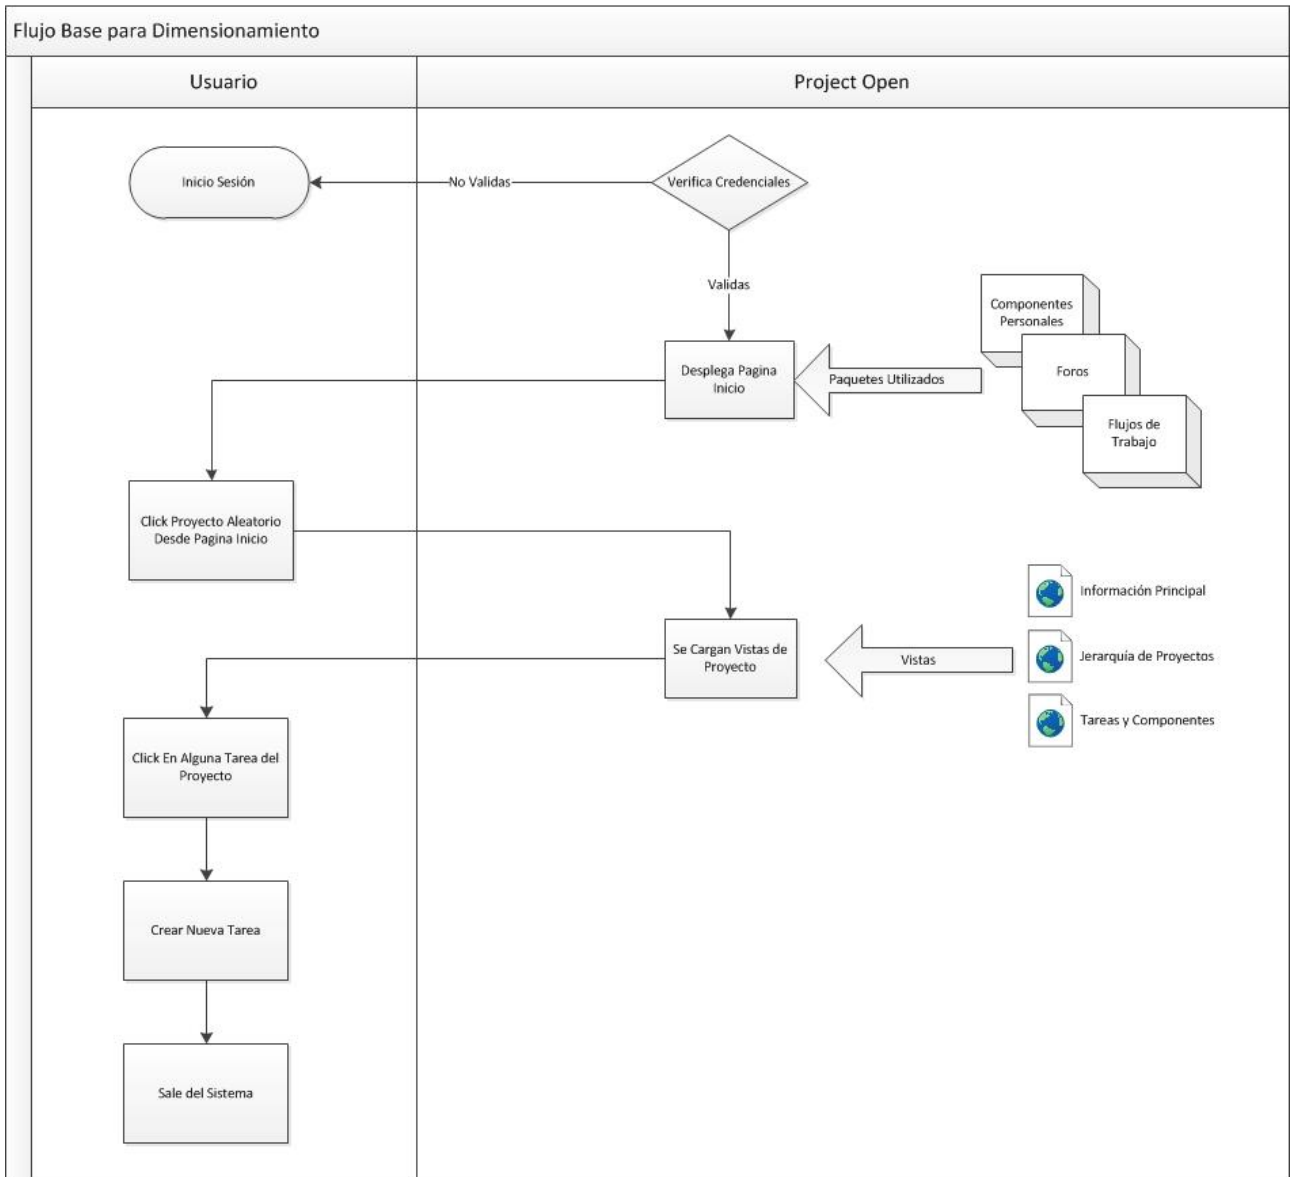 Flujo Base para Dimensionamiento
Usuario
Project Open
Inicio Sesión
No Validas
Verifica Credenciales
Validas
Componentes
Personales
Foros
Flujos de
Trabajo
Desplega Pagina
Inicio
Paquetes Utilizados
Click Proyecto Aleatorio
Desde Pagina Inicio
Información Principal
Se Cargan Vistas de
Proyecto
Vistas
Jerarquía de Proyectos
Tareas y Componentes
Click En Alguna Tarea del
Proyecto
Crear Nueva Tarea
Sale del Sistema